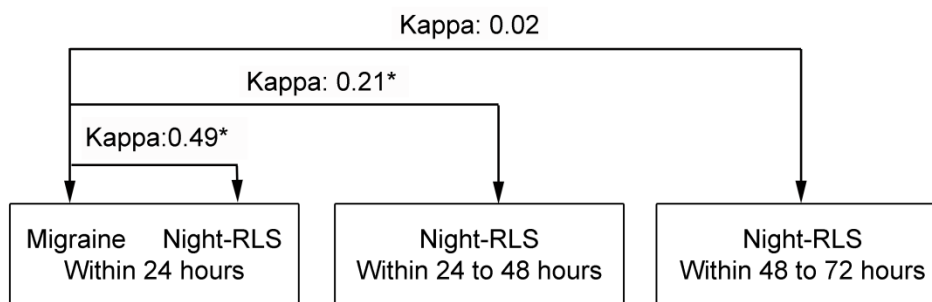 Kappa: 0.02
Kappa: 0.21*
Kappa:0.49*
Migraine Night-RLS
Within 24 hours
Night-RLS
Within 24 to 48 hours
Night-RLS
Within 48 to 72 hours